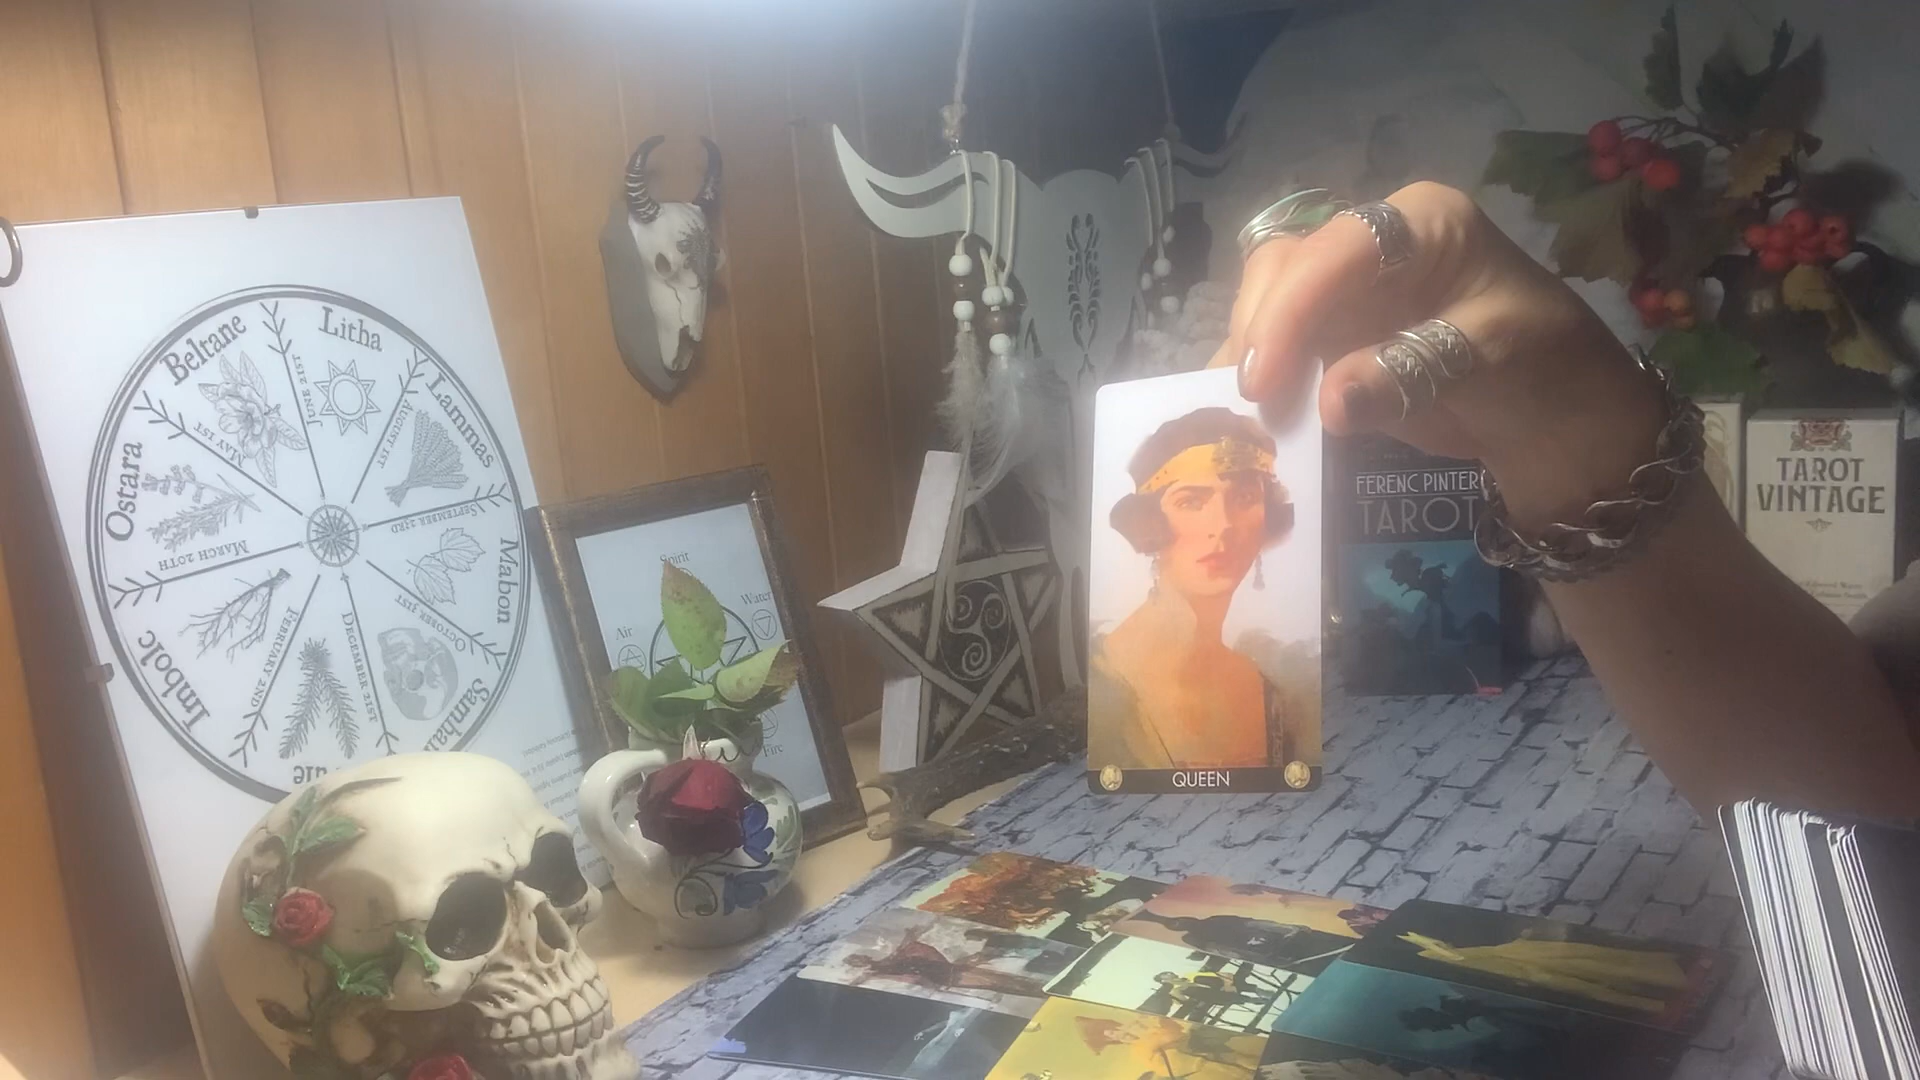 Litha
JUNE 21ST
Lammas
AUGUST 1ST
Mabon
SEPTEMBER 23RD
Samhain
OCTOBER 31ST
DECEMBER 21ST
Imbolc
FEBRUARY 2ND
Ostara
MARCH 20TH
Beltane
MAY 1ST
Spirit
Water
Air
Fire
QUEEN
FERENC PINTER
TAROT
TAROT
VINTAGE